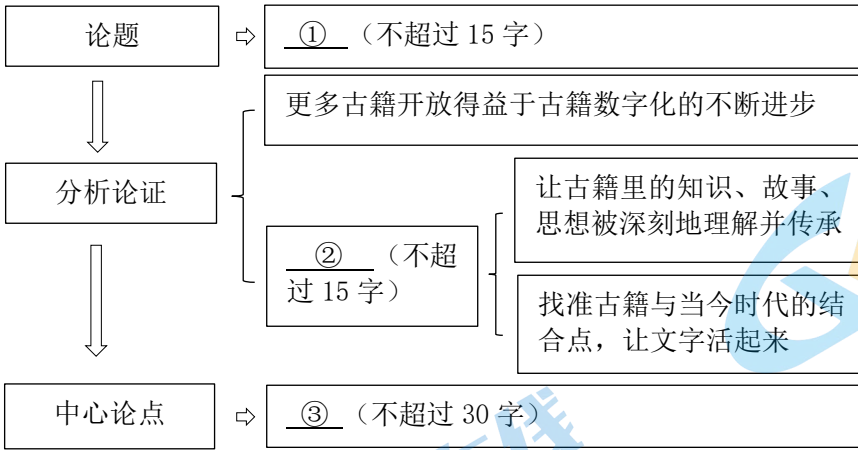 论题
① （不超过 15 字）
更多古籍开放得益于古籍数字化的不断进步
分析论证
② （不超
过 15 字）
让古籍里的知识、故事、
思想被深刻地理解并传承
找准古籍与当今时代的结
合点，让文字活起来
中心论点
③ （不超过 30 字）